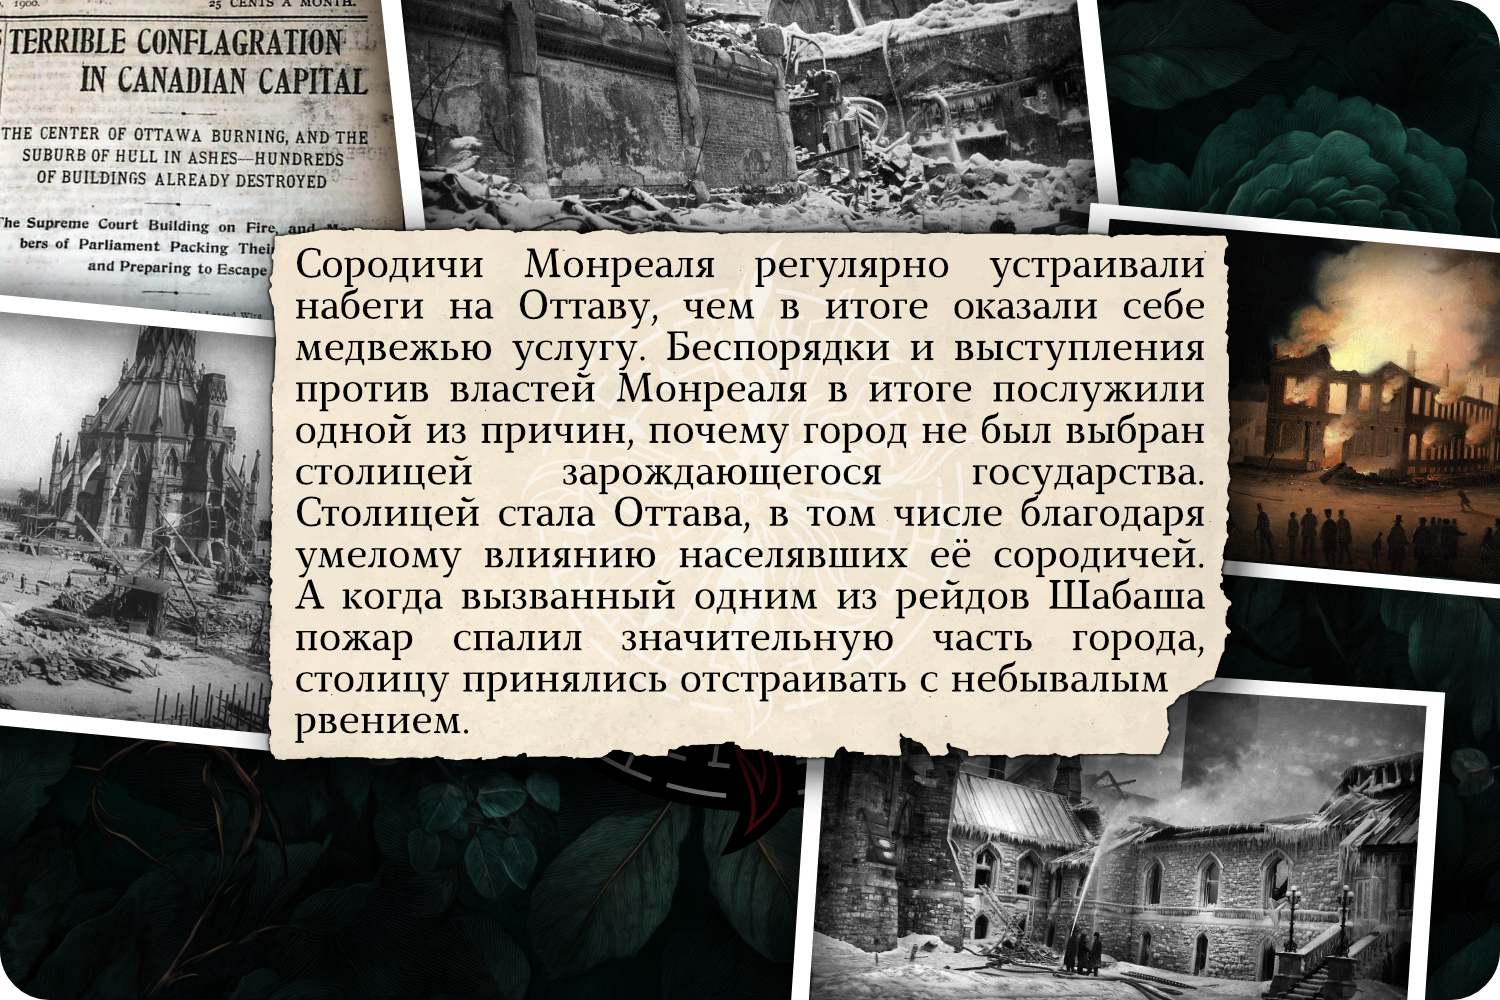 , 1900.
25 CENTS A MONTH.
TERRIBLE CONFLAGRATION
IN CANADIAN CAPITAL
THE CENTER OF OTTAWA BURNING, AND THE
SUBURB OF HULL IN ASHES—HUNDREDS
OF BUILDINGS ALREADY DESTROYED
The Supreme Court Building on Fire, and
bers of Parliament Packing Their
and Preparing to Escape
Сородичи Монреаля регулярно устраивали
набеги на Оттаву, чем в итоге оказали себе
медвежью услугу. Беспорядки и выступления
против властей Монреаля в итоге послужили
одной из причин, почему город не был выбран
столицей зарождающегося государства.
Столицей стала Оттава, в том числе благодаря
умелому влиянию населявших её сородичей.
А когда вызванный одним из рейдов Шабаша
пожар спалил значительную часть города,
столицу принялись отстраивать с небывалым
рвением.